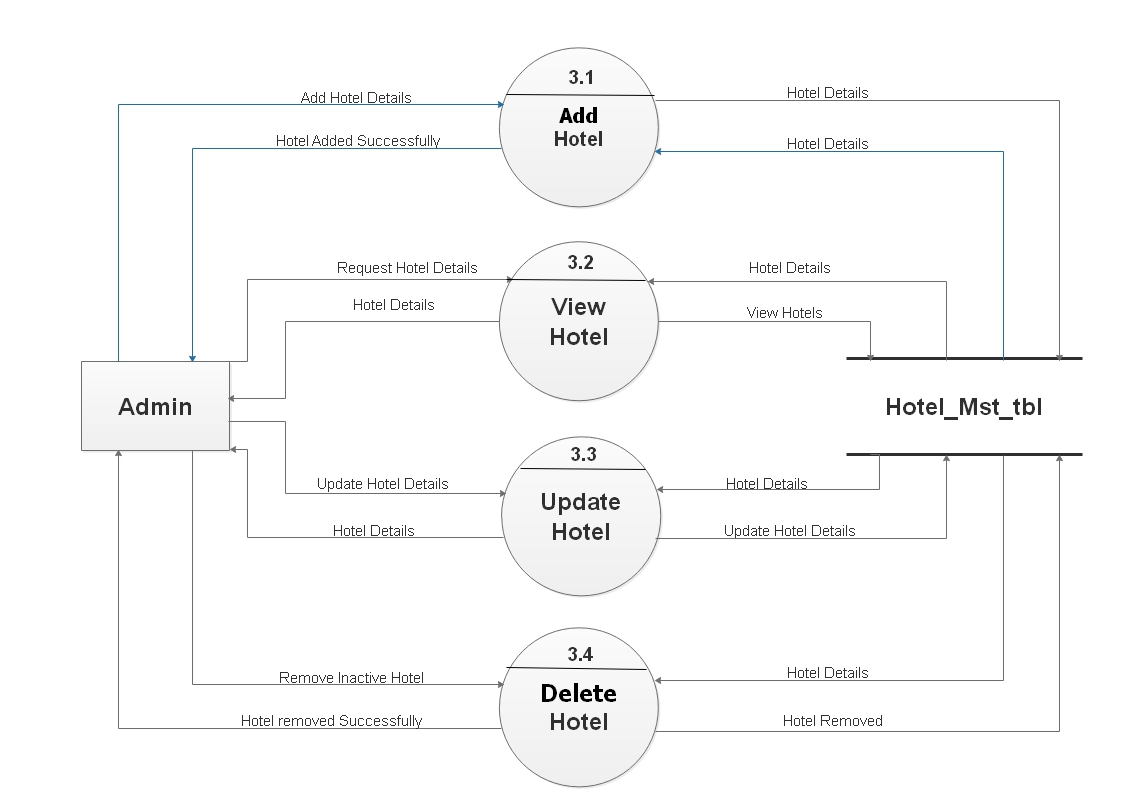 3.1
Add Hotel Details
Hotel Details
Add
Hotel
Hotel Added Successfully
Hotel Details
3.2
Request Hotel Details
Hotel Details
Hotel Details
View
Hotel
View Hotels
Admin
Hotel_Mst_tbl
3.3
Update Hotel Details
Hotel Details
Update
Hotel
Hotel Details
Update Hotel Details
3.4
Remove Inactive Hotel
Hotel Details
Delete
Hotel
Hotel removed Successfully
Hotel Removed